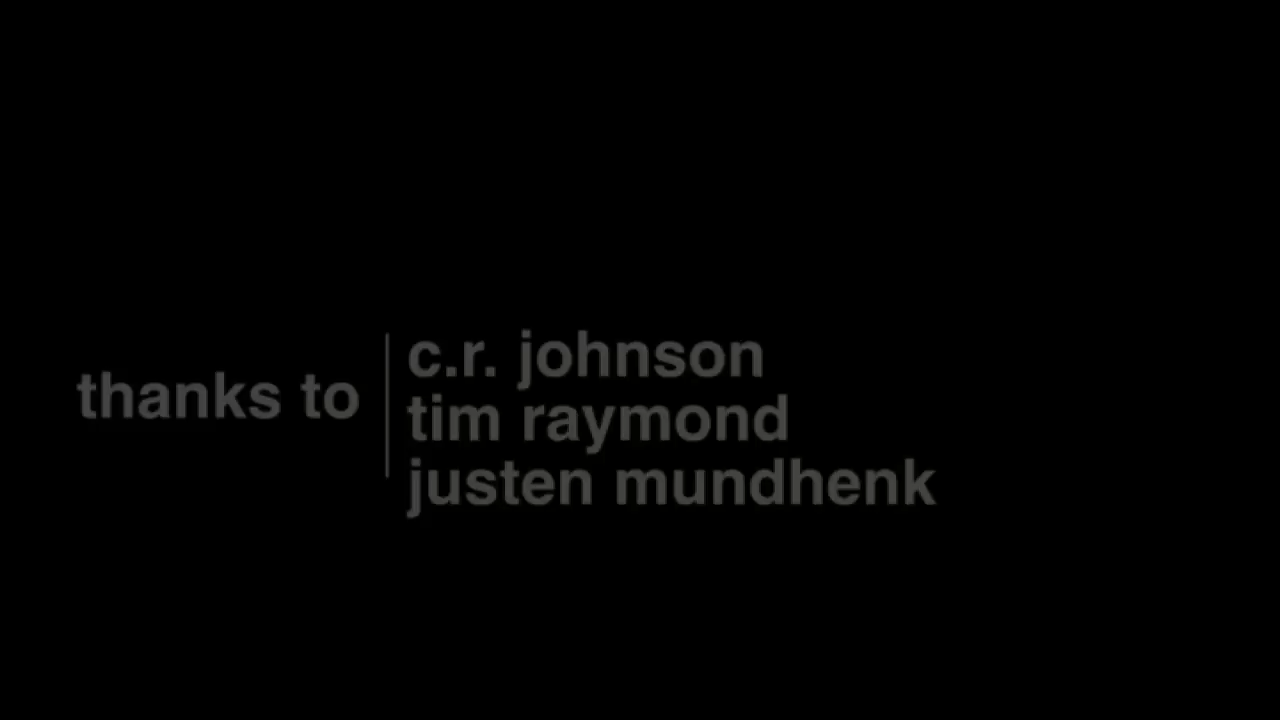 thanks to
c.r. johnson
tim raymond
justen mundhenk